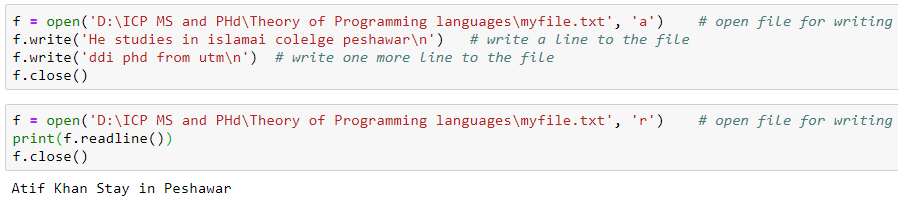 f = open('D:\ICP MS and PHd\Theory of Programming languages\myfile.txt', 'a')    # open file for writing
f.write('He studies in islamai colelge peshawar\n')   # write a line to the file
f.write('ddi phd from utm\n')  # write one more line to the file
f.close()
f = open('D:\ICP MS and PHd\Theory of Programming languages\myfile.txt', 'r')    # open file for writing
print(f.readline())
f.close()
Atif Khan Stay in Peshawar